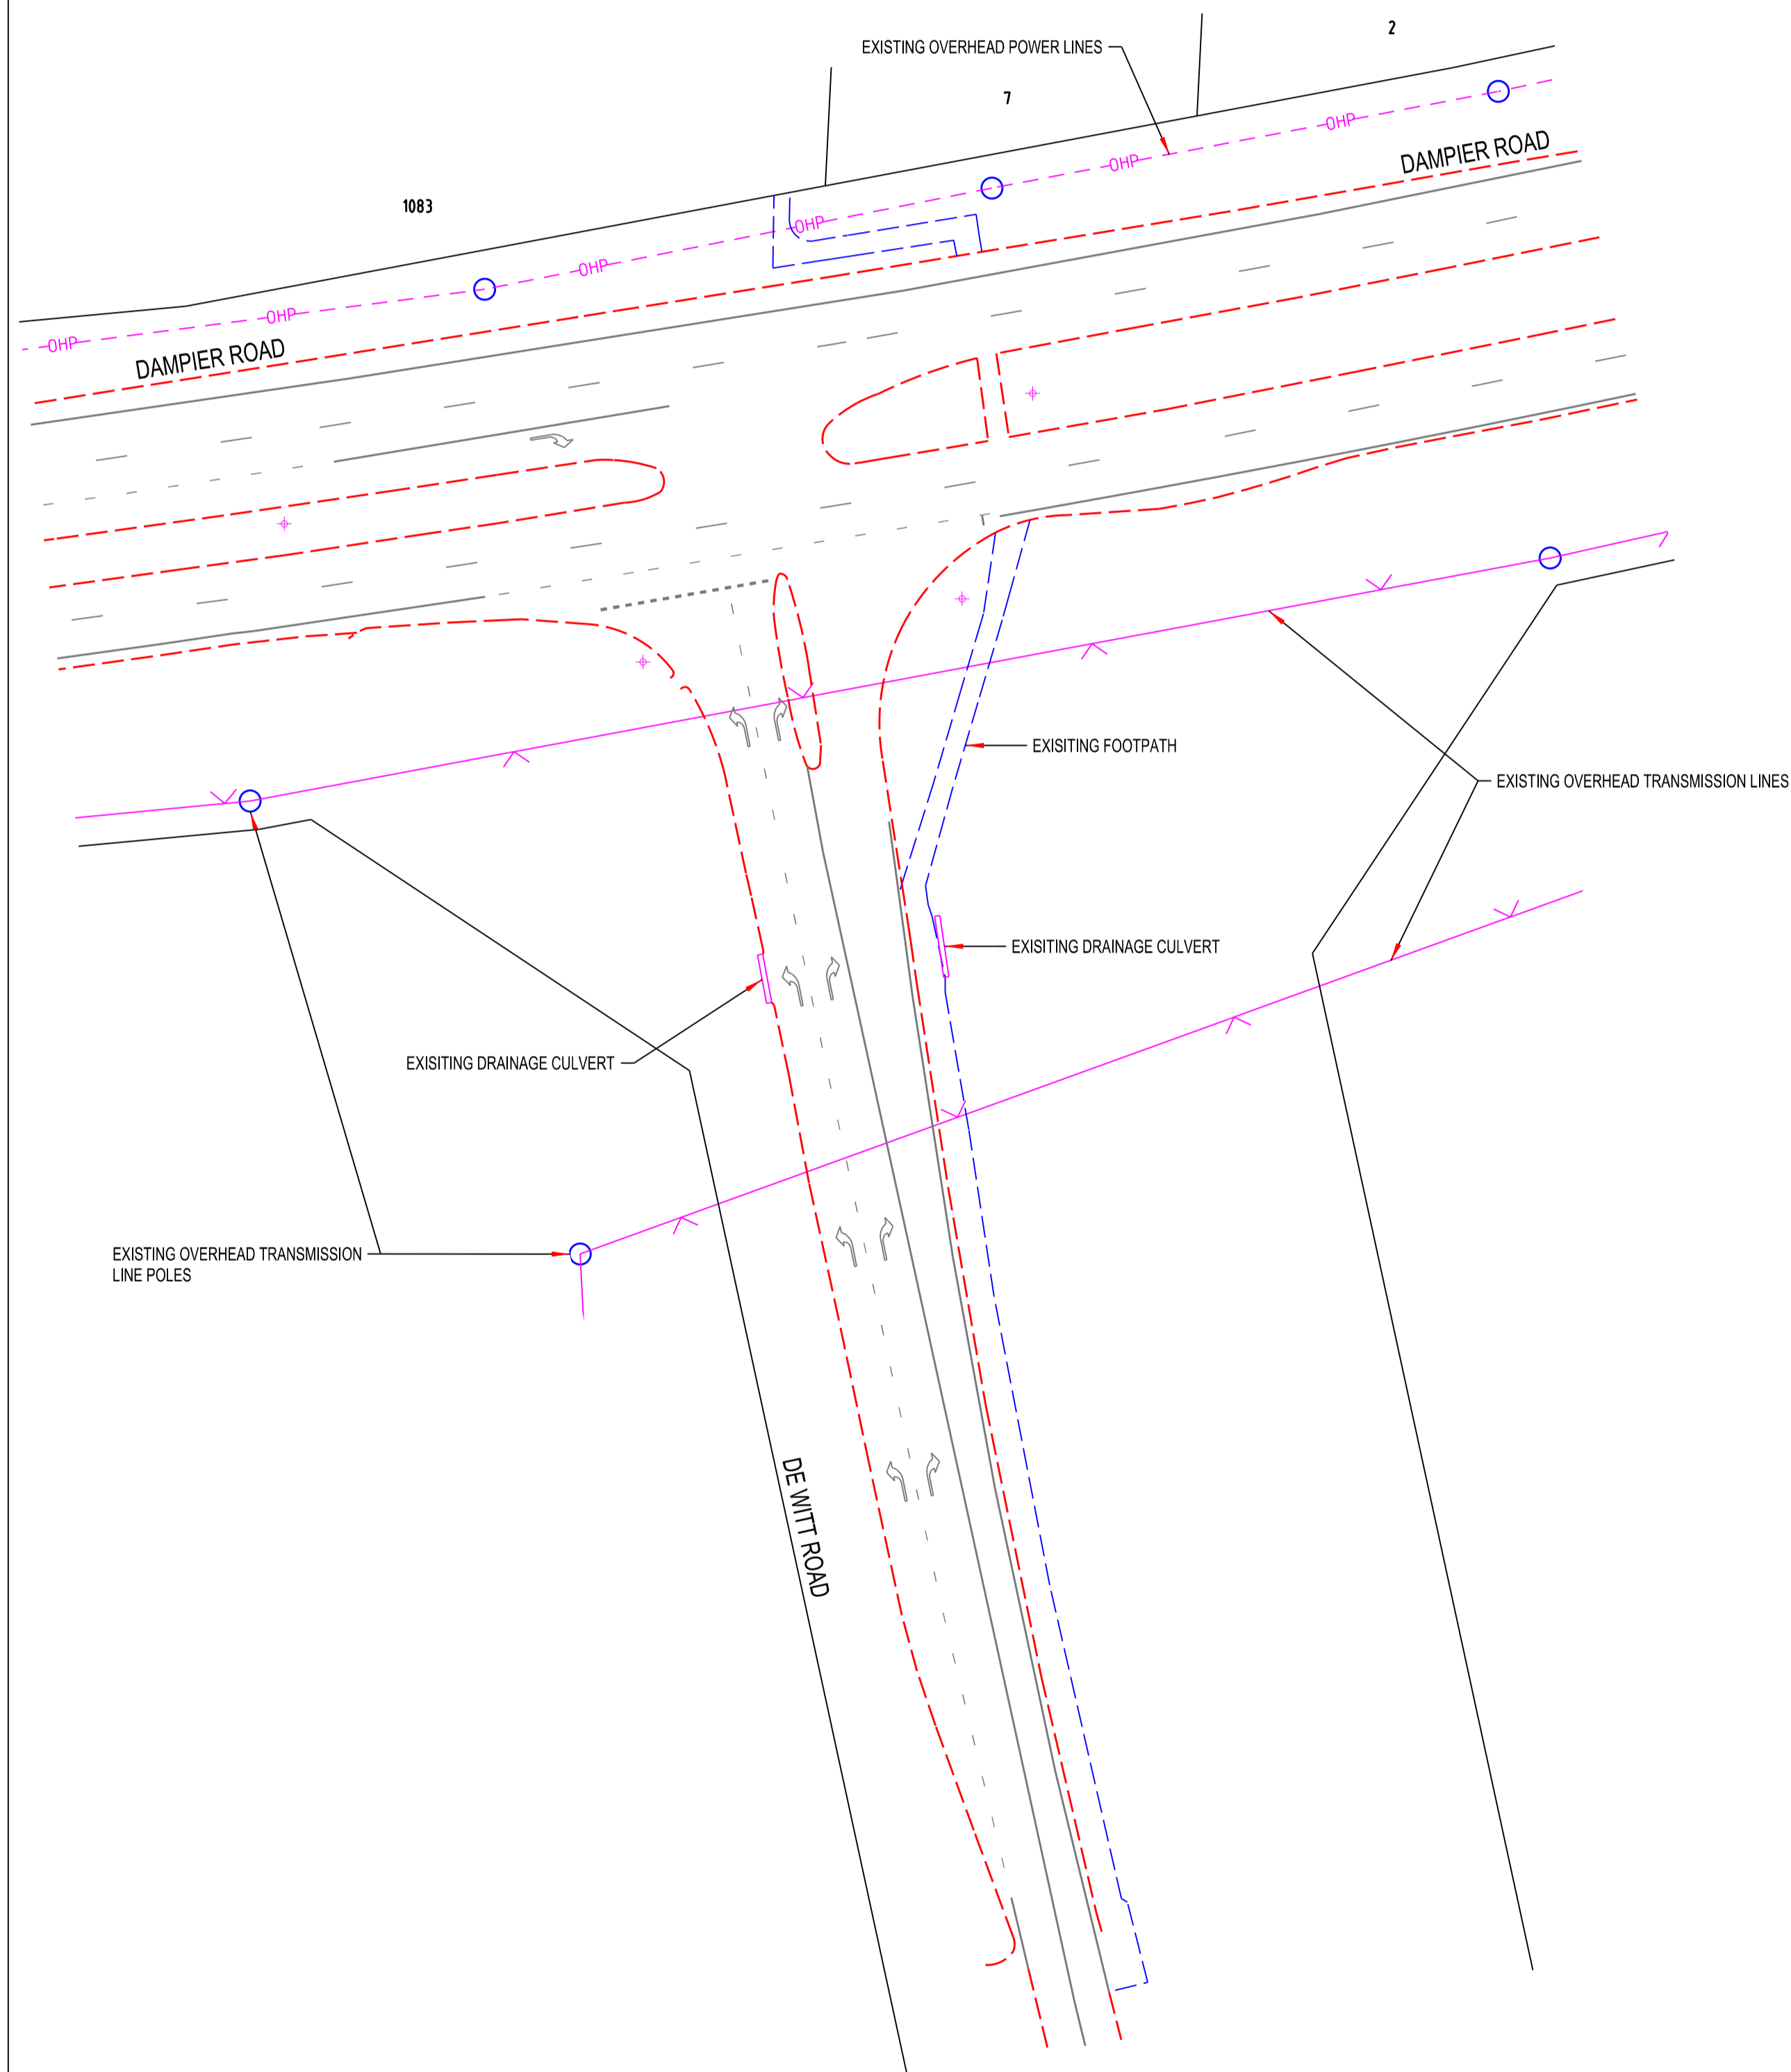 2
EXISTING OVERHEAD POWER LINES
7
OHP
DAMPIER ROAD
OHP
1083
OHP
OHP
OHP
OHP
DAMPIER ROAD
EXISITING FOOTPATH
EXISTING OVERHEAD TRANSMISSION LINES
EXISITING DRAINAGE CULVERT
EXISITING DRAINAGE CULVERT
EXISTING OVERHEAD TRANSMISSION
LINE POLES
DE WITT ROAD